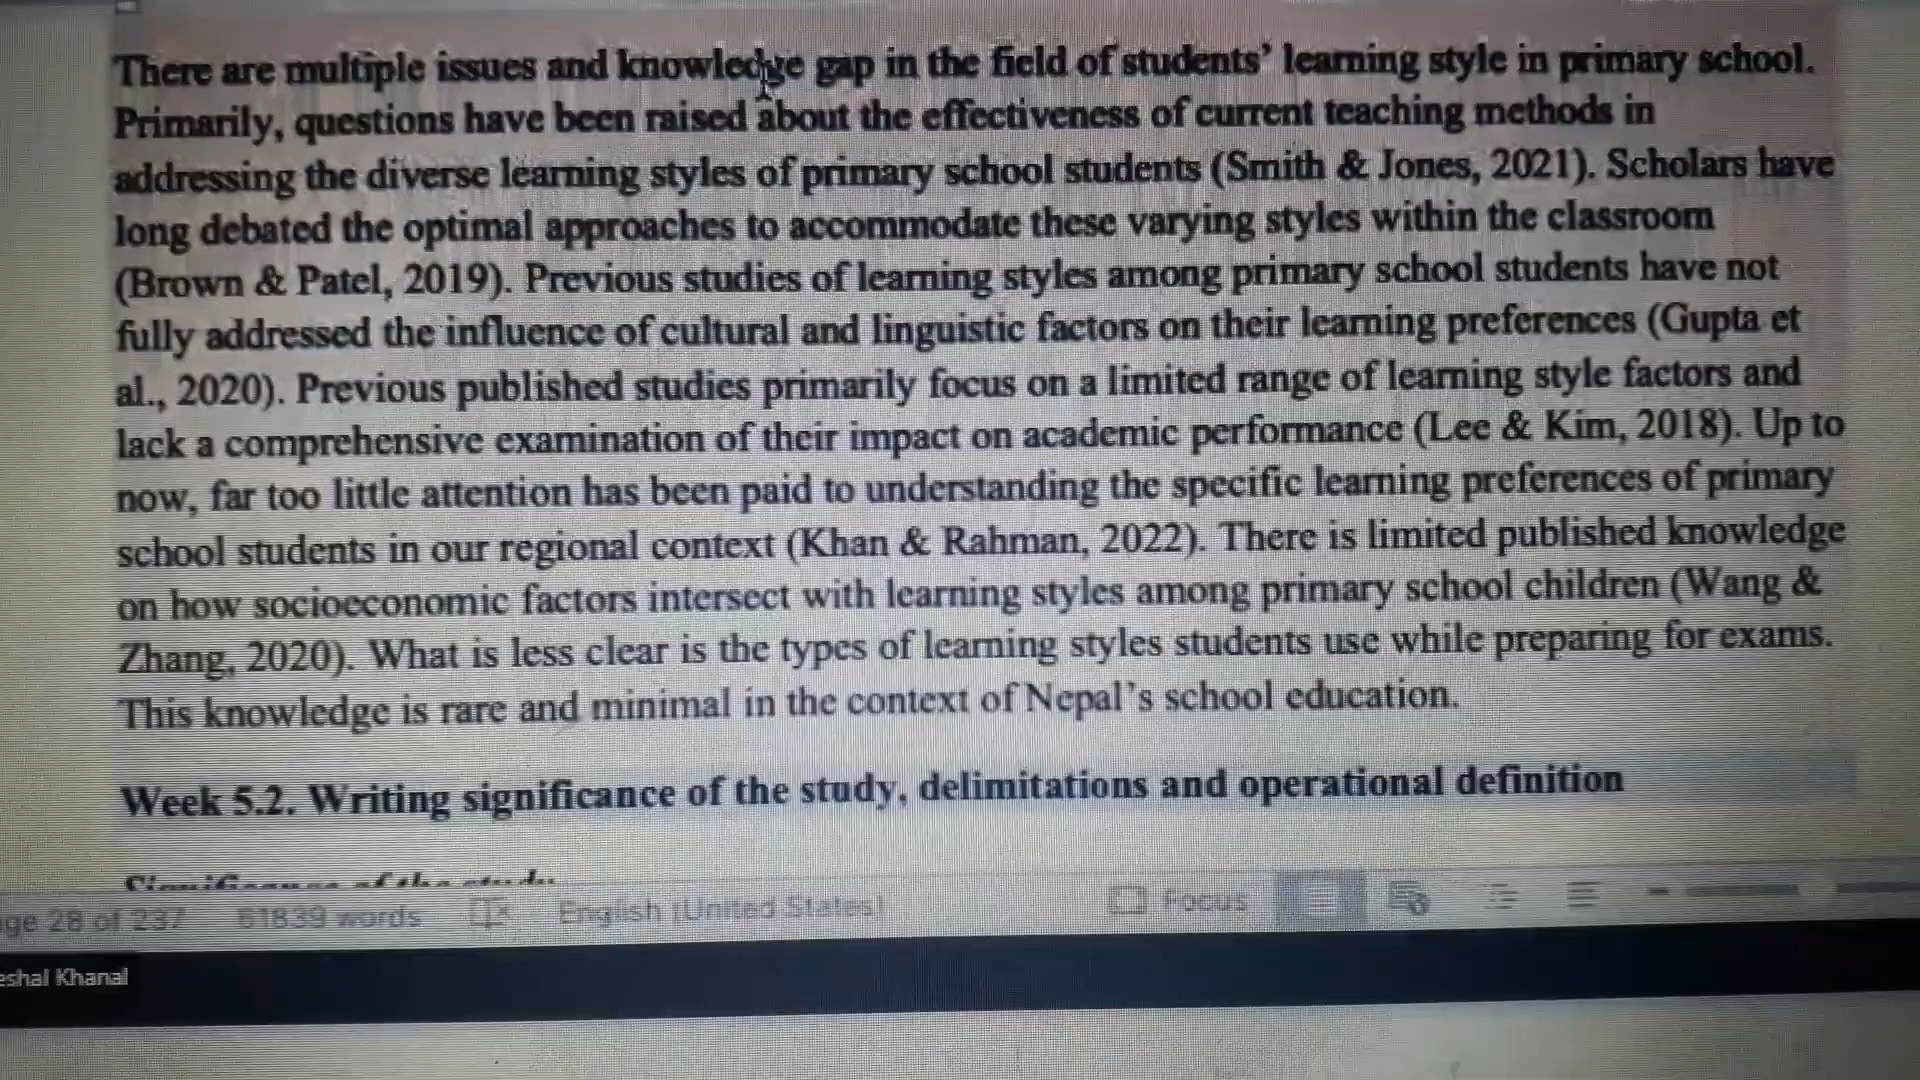 There are multiple issues and knowledge gap in the field of students' learning style in primary school.
Primarily, questions have been raised about the effectiveness of current teaching methods in
addressing the diverse learning styles of primary school students (Smith & Jones, 2021). Scholars have
long debated the optimal approaches to accommodate these varying styles within the classroom
(Brown & Patel, 2019). Previous studies of learning styles among primary school students have not
fully addressed the influence of cultural and linguistic factors on their learning preferences (Gupta et
al., 2020). Previous published studies primarily focus on a limited range of learning style factors and
lack a comprehensive examination of their impact on academic performance (Lee & Kim, 2018). Up to
now, far too little attention has been paid to understanding the specific learning preferences of primary
school students in our regional context (Khan & Rahman, 2022). There is limited published knowledge
on how socioeconomic factors intersect with learning styles among primary school children (Wang &
Zhang, 2020). What is less clear is the types of learning styles students use while preparing for exams.
This knowledge is rare and minimal in the context of Nepal's school education.
Week 5.2. Writing significance of the study, delimitations and operational definition
Significance of the study
ge 28 of 237 61839 words English (United States) Focus
eshal Khanal